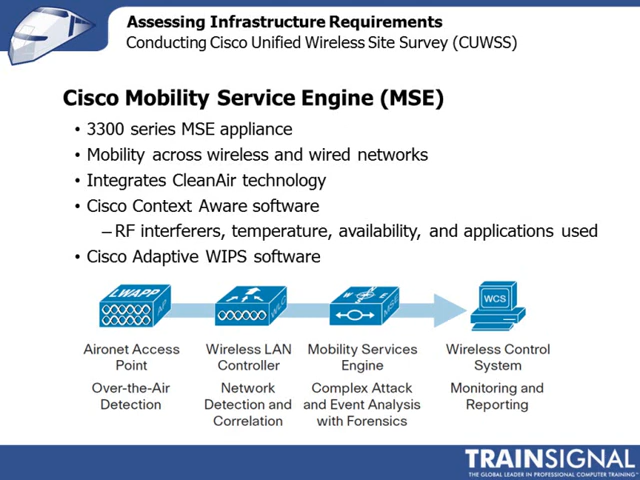 Assessing Infrastructure Requirements
Conducting Cisco Unified Wireless Site Survey (CUWSS)
Cisco Mobility Service Engine (MSE)
• 3300 series MSE appliance
• Mobility across wireless and wired networks
• Integrates CleanAir technology
• Cisco Context Aware software
– RF interferers, temperature, availability, and applications used
• Cisco Adaptive WIPS software
LWAPP
AP
WLC
MSE
WCS
Aironet Access
Point
Wireless LAN
Controller
Mobility Services
Engine
Wireless Control
System
Over-the-Air
Detection
Network
Detection and
Correlation
Complex Attack
and Event Analysis
with Forensics
Monitoring and
Reporting
TRAINSIGNAL
THE GLOBAL LEADER IN PROFESSIONAL COMPUTER TRAINING